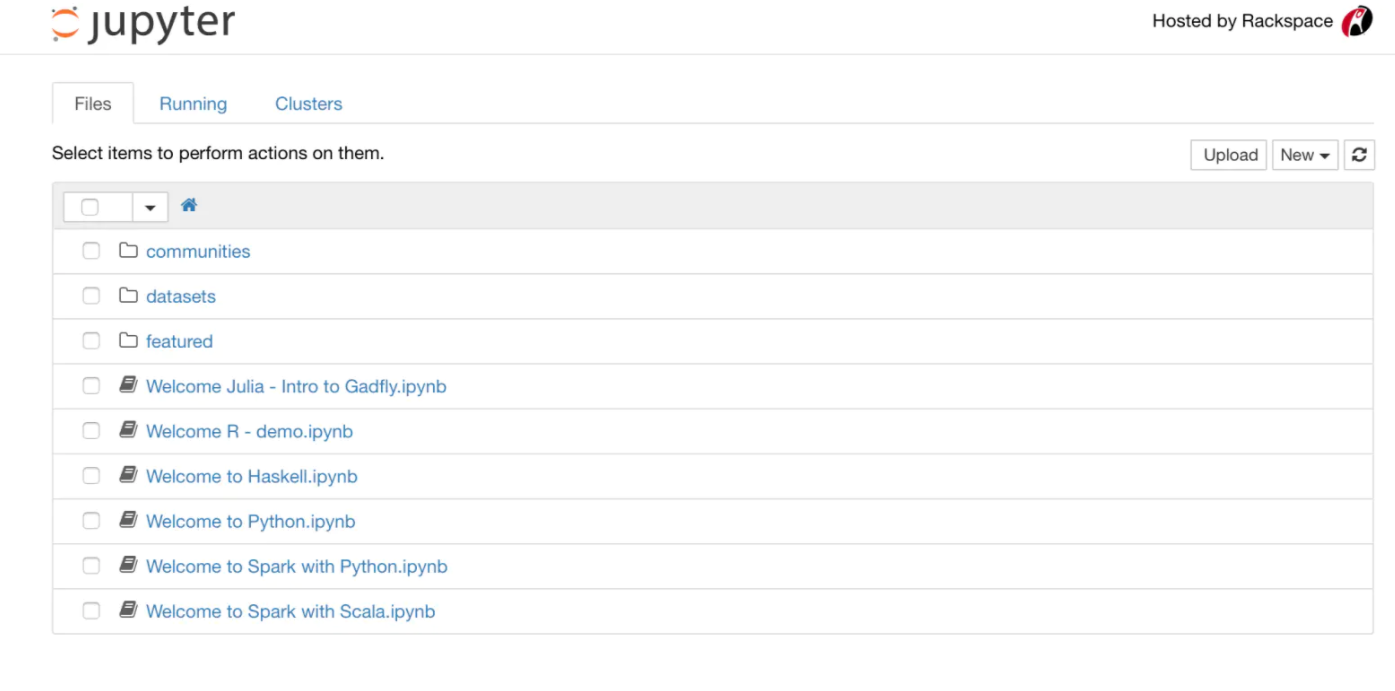 jupyter
Hosted by Rackspace
Files Running Clusters
Select items to perform actions on them.
Upload New
communities
datasets
featured
Welcome Julia - Intro to Gadfly.ipynb
Welcome R - demo.ipynb
Welcome to Haskell.ipynb
Welcome to Python.ipynb
Welcome to Spark with Python.ipynb
Welcome to Spark with Scala.ipynb